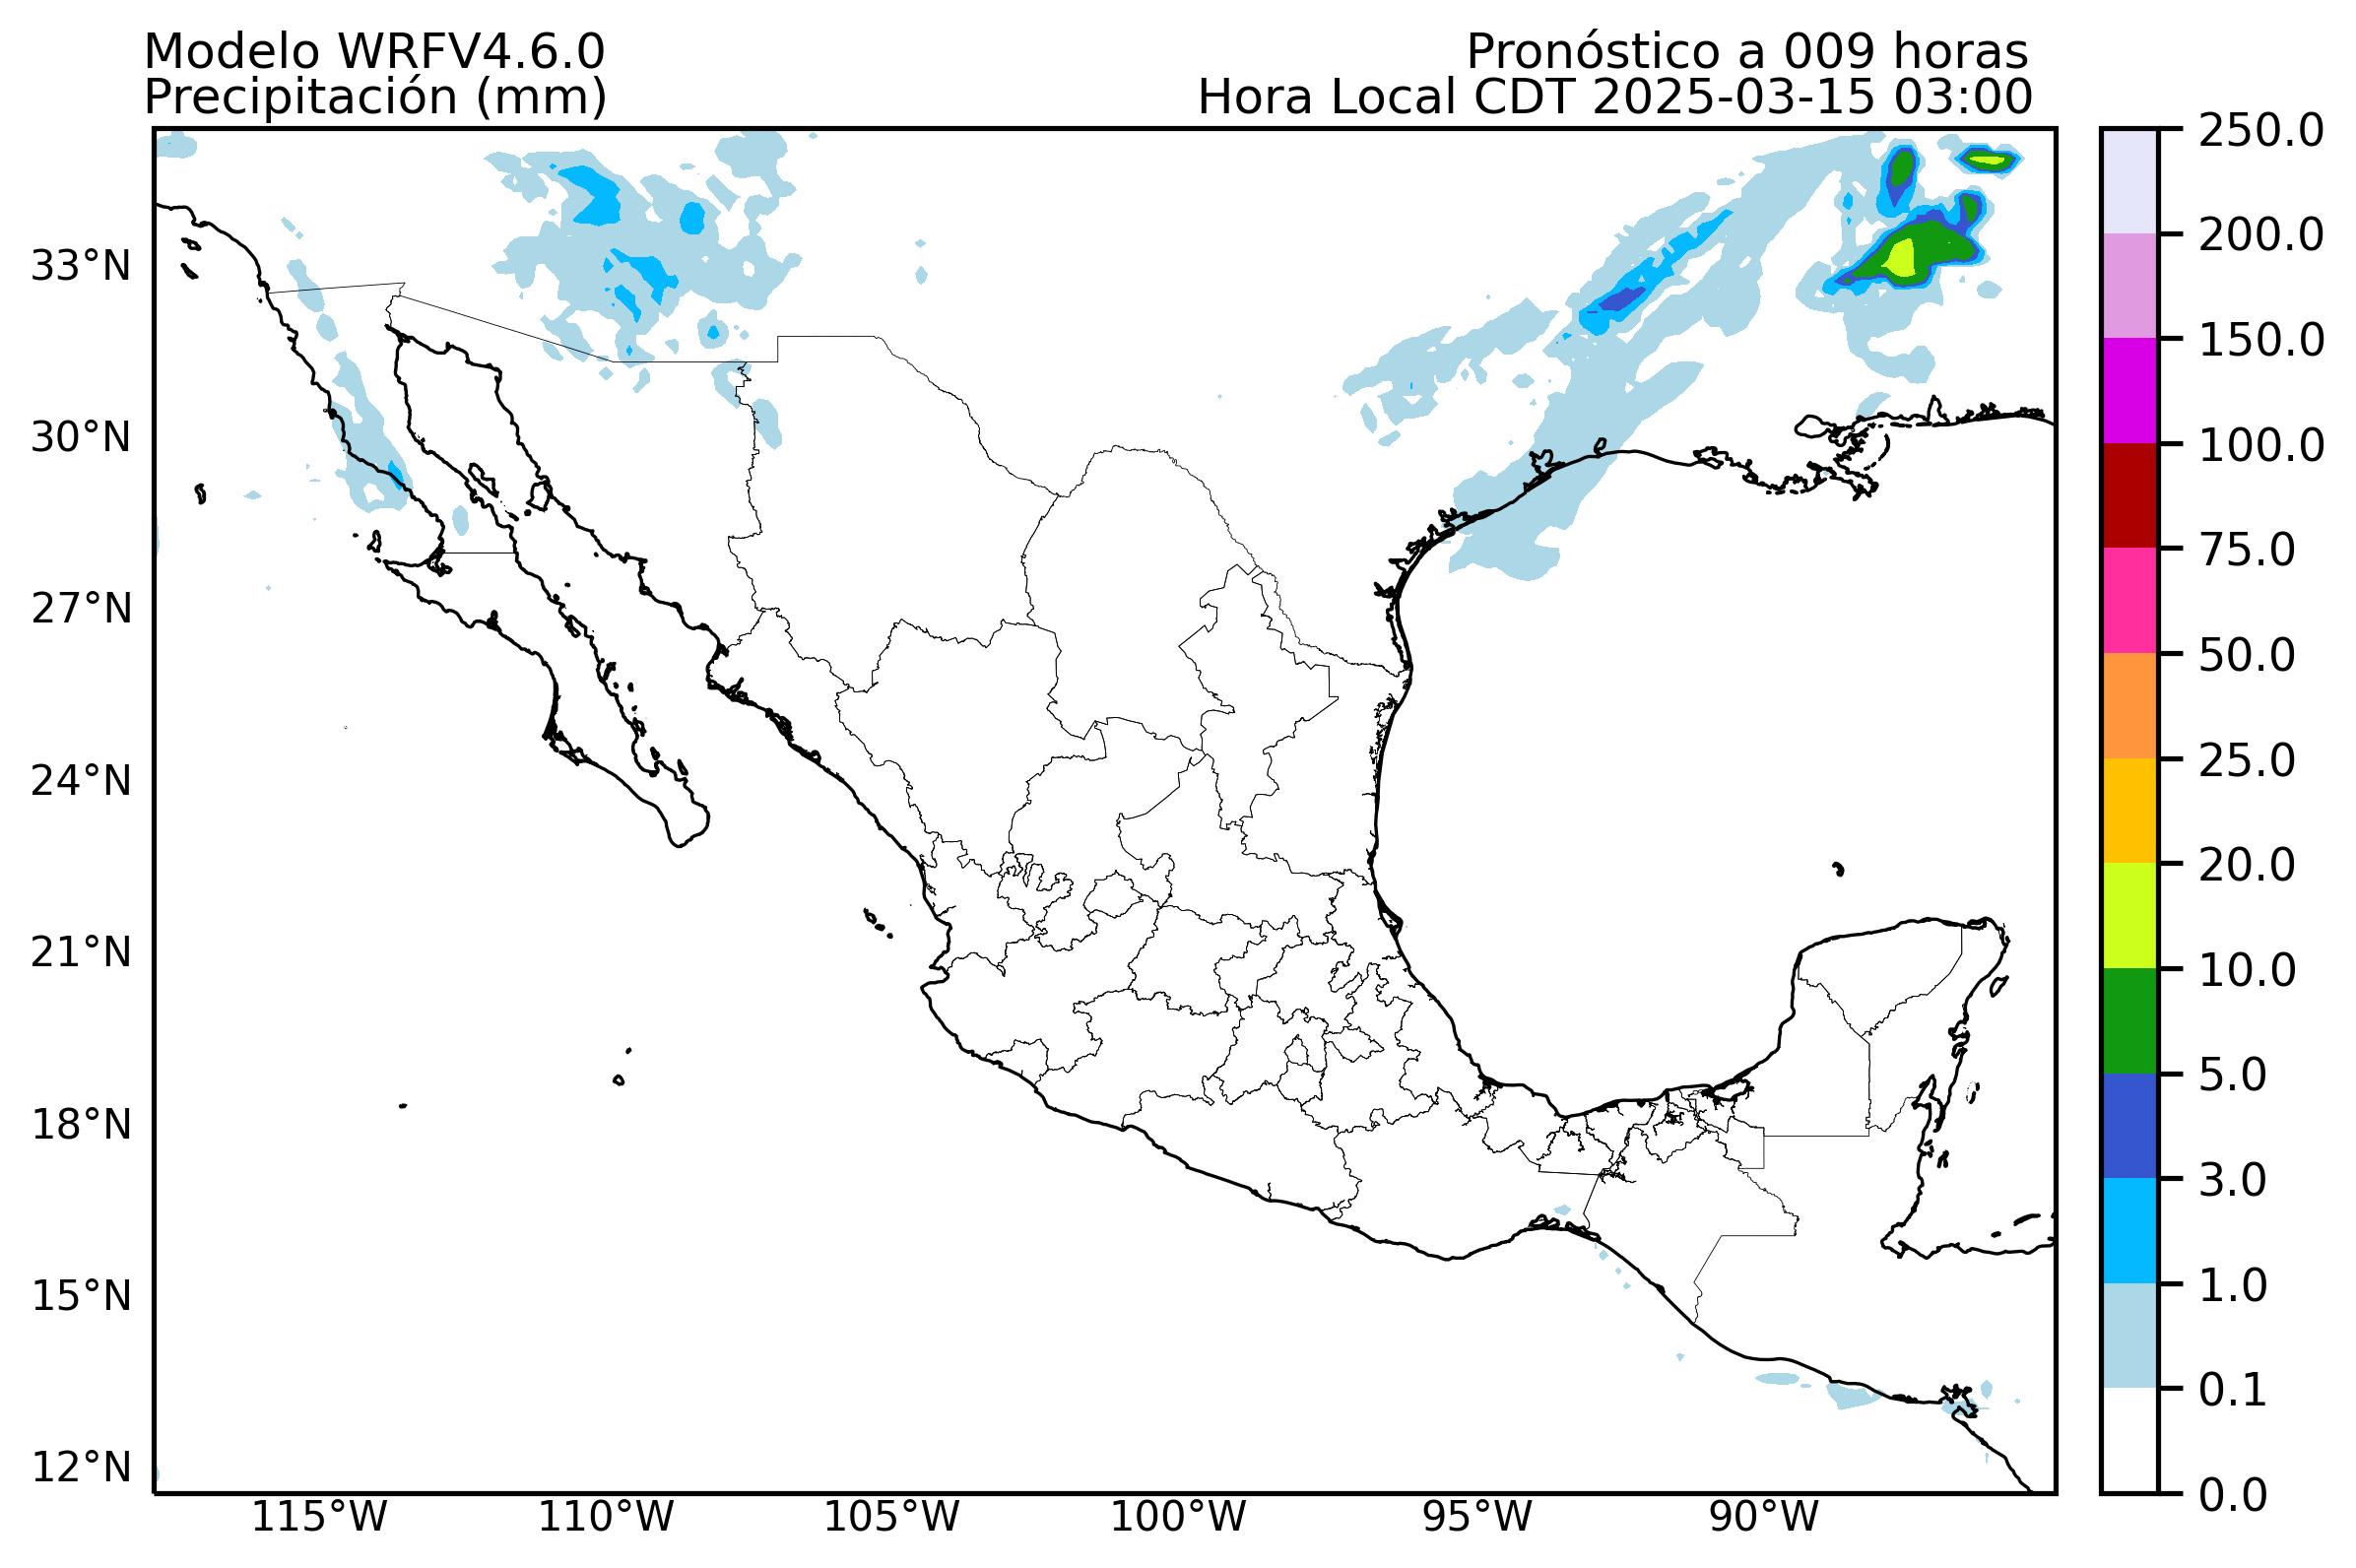 Modelo WRFV4.6.0
Precipitación (mm)
Pronóstico a 009 horas
Hora Local CDT 2025-03-15 03:00
33°N
30°N
27°N
24°N
21°N
18°N
15°N
12°N
115°W
110°W
105°W
100°W
95°W
90°W
250.0
200.0
150.0
100.0
75.0
50.0
25.0
20.0
10.0
5.0
3.0
1.0
0.1
0.0